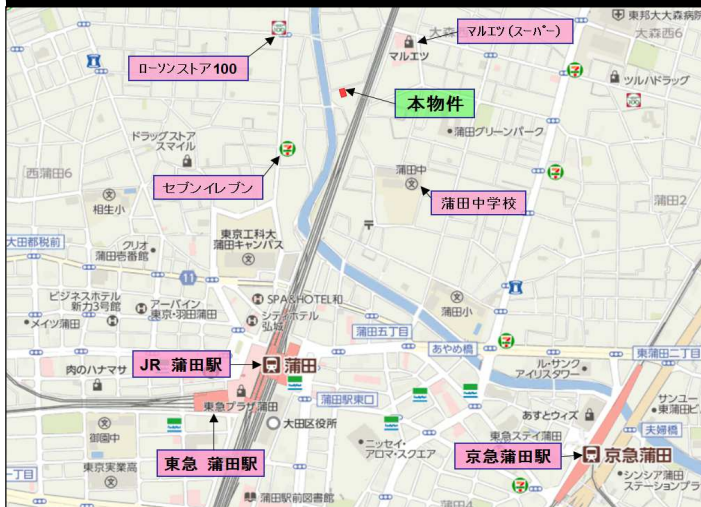 東邦大大森病院
大森西6
マルエツ(スーパー)
マルエツ
ローソンストア100
ツルハドラッグ
本物件
蒲田グリーンパーク
ドラッグストア
スマイル
西蒲田6
セブンイレブン
蒲田中
蒲田中学校
蒲田2
相生小
東京工科大
蒲田キャンパス
大田都税前
クリオ
蒲田壱番館
11
ビジネスホテル
新力3号館
アーバイン
東京・羽田蒲田
メイツ蒲田
SPA&HOTEL和
シティホテル
弘城
蒲田小
蒲田五丁目
あやめ橋
東蒲田二丁目
JR 蒲田駅
蒲田
肉のハナマサ
ル・サンク
アイリスタワー
東急プラザ蒲田
蒲田駅東口
大田区役所
あすとウィズ
サンユー
東蒲田ビ
夫婦橋
御園中
東急 蒲田駅
ニッセイ・
アロマ・スクエア
東急ステイ蒲田
京急蒲田駅
京急蒲田
一丁目
東京実業高
シンシア蒲田
ステーションプラ
蒲田駅前図書館
蒲田4